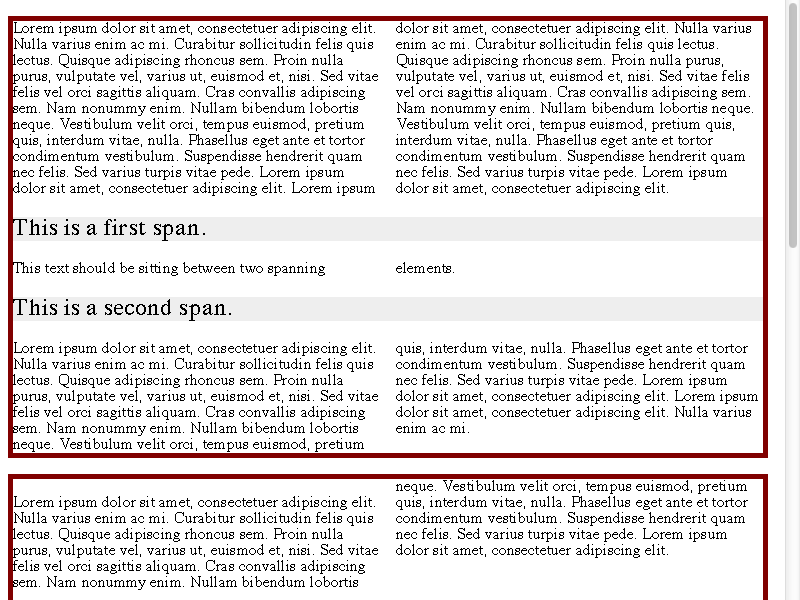 Lorem ipsum dolor sit amet, consectetuer adipiscing elit.
Nulla varius enim ac mi. Curabitur sollicitudin felis quis
lectus. Quisque adipiscing rhoncus sem. Proin nulla
purus, vulputate vel, varius ut, euismod et, nisi. Sed vitae
felis vel orci sagittis aliquam. Cras convallis adipiscing
sem. Nam nonummy enim. Nullam bibendum lobortis
neque. Vestibulum velit orci, tempus euismod, pretium
quis, interdum vitae, nulla. Phasellus eget ante et tortor
condimentum vestibulum. Suspendisse hendrerit quam
nec felis. Sed varius turpis vitae pede. Lorem ipsum
dolor sit amet, consectetuer adipiscing elit. Lorem ipsum
dolor sit amet, consectetuer adipiscing elit. Nulla varius
enim ac mi. Curabitur sollicitudin felis quis lectus.
Quisque adipiscing rhoncus sem. Proin nulla purus,
vulputate vel, varius ut, euismod et, nisi. Sed vitae felis
vel orci sagittis aliquam. Cras convallis adipiscing sem.
Nam nonummy enim. Nullam bibendum lobortis neque.
Vestibulum velit orci, tempus euismod, pretium quis,
interdum vitae, nulla. Phasellus eget ante et tortor
condimentum vestibulum. Suspendisse hendrerit quam
nec felis. Sed varius turpis vitae pede. Lorem ipsum
dolor sit amet, consectetuer adipiscing elit.
This is a first span.
This text should be sitting between two spanning
elements.
This is a second span.
Lorem ipsum dolor sit amet, consectetuer adipiscing elit.
Nulla varius enim ac mi. Curabitur sollicitudin felis quis
lectus. Quisque adipiscing rhoncus sem. Proin nulla
purus, vulputate vel, varius ut, euismod et, nisi. Sed vitae
felis vel orci sagittis aliquam. Cras convallis adipiscing
sem. Nam nonummy enim. Nullam bibendum lobortis
neque. Vestibulum velit orci, tempus euismod, pretium
quis, interdum vitae, nulla. Phasellus eget ante et tortor
condimentum vestibulum. Suspendisse hendrerit quam
nec felis. Sed varius turpis vitae pede. Lorem ipsum
dolor sit amet, consectetuer adipiscing elit. Lorem ipsum
dolor sit amet, consectetuer adipiscing elit. Nulla varius
enim ac mi.
Lorem ipsum dolor sit amet, consectetuer adipiscing elit.
Nulla varius enim ac mi. Curabitur sollicitudin felis quis
lectus. Quisque adipiscing rhoncus sem. Proin nulla
purus, vulputate vel, varius ut, euismod et, nisi. Sed vitae
felis vel orci sagittis aliquam. Cras convallis adipiscing
sem. Nam nonummy enim. Nullam bibendum lobortis
neque. Vestibulum velit orci, tempus euismod, pretium
quis, interdum vitae, nulla. Phasellus eget ante et tortor
condimentum vestibulum. Suspendisse hendrerit quam
nec felis. Sed varius turpis vitae pede. Lorem ipsum
dolor sit amet, consectetuer adipiscing elit.